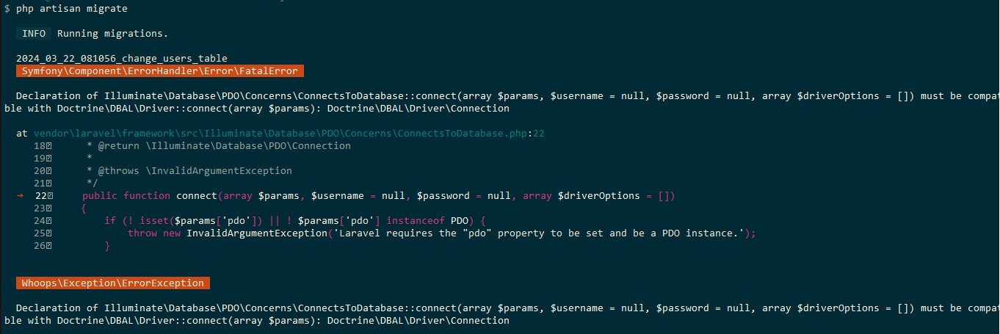 $ php artisan migrate
INFO Running migrations.
2024_03_22_081056_change_users_table
Symfony\Component\ErrorHandler\Error\FatalError
Declaration of Illuminate\Database\PDO\Concerns\ConnectsToDatabase::connect(array $params, $username = null, $password = null, array $driverOptions = []) must be compat
ble with Doctrine\DBAL\Driver::connect(array $params): Doctrine\DBAL\Driver\Connection
at vendor\laravel\framework\src\Illuminate\Database\PDO\Concerns\ConnectsToDatabase.php:22
18 * @return \Illuminate\Database\PDO\Connection
19 *
20 * @throws \InvalidArgumentException
21 */
→ 22 public function connect(array $params, $username = null, $password = null, array $driverOptions = [])
23 {
24 if (! isset($params['pdo']) || ! $params['pdo'] instanceof PDO) {
25 throw new InvalidArgumentException('Laravel requires the "pdo" property to be set and be a PDO instance.');
26 }
Whoops\Exception\ErrorException
Declaration of Illuminate\Database\PDO\Concerns\ConnectsToDatabase::connect(array $params, $username = null, $password = null, array $driverOptions = []) must be compat
ble with Doctrine\DBAL\Driver::connect(array $params): Doctrine\DBAL\Driver\Connection